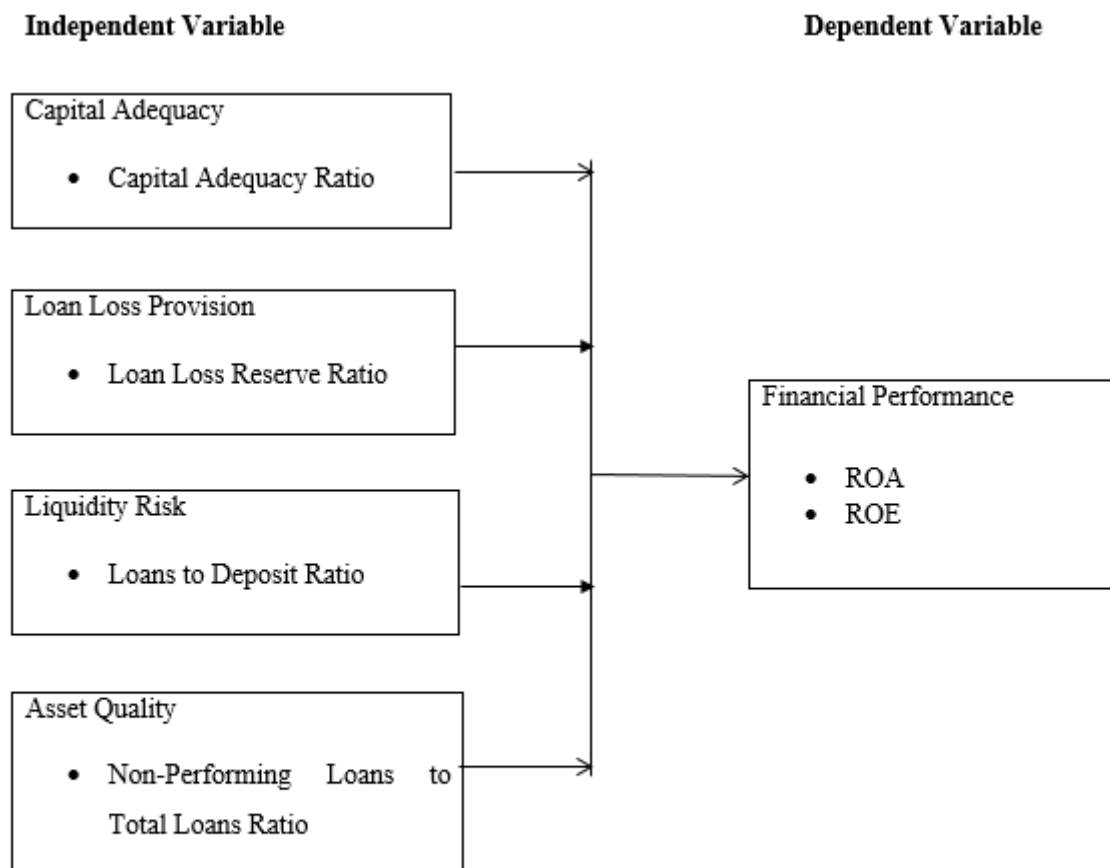 Independent Variable
Dependent Variable
Capital Adequacy
• Capital Adequacy Ratio
Loan Loss Provision
• Loan Loss Reserve Ratio
Liquidity Risk
• Loans to Deposit Ratio
Asset Quality
• Non-Performing Loans to
Total Loans Ratio
Financial Performance
• ROA
• ROE